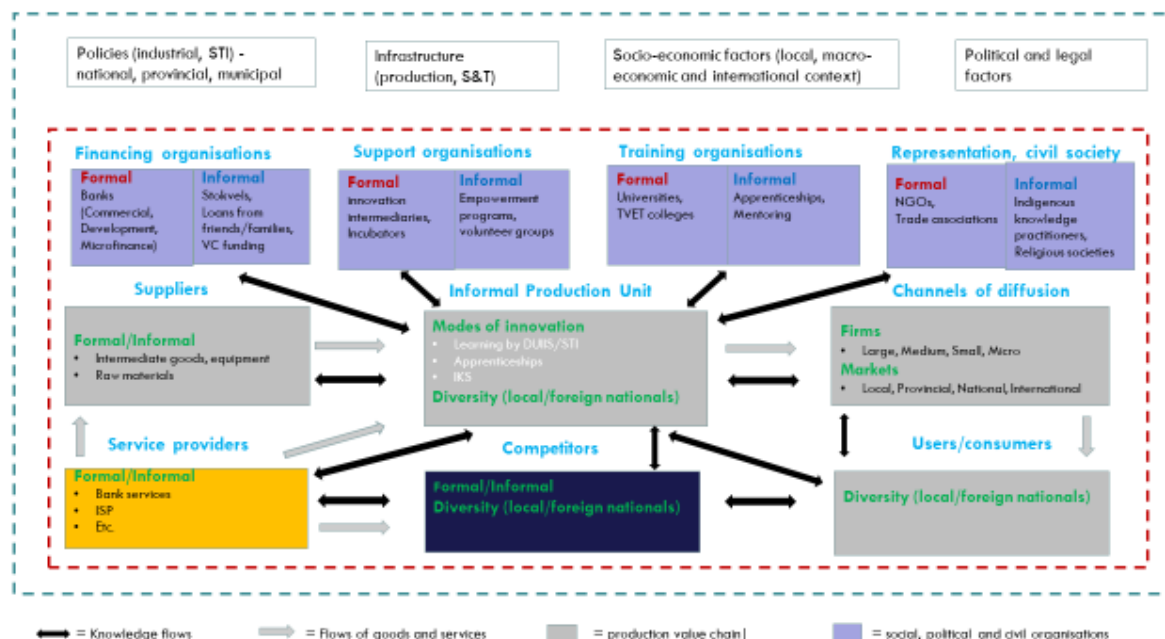 Policies (industrial, STI) -
national, provincial, municipal
Infrastructure
(production, S&T)
Socio-economic factors (local, macro-
economic and international context)
Political and legal
factors
Financing organisations
Formal
Banks
(Commercial,
Development,
Microfinance)
Informal
Stokvels,
Loans from
friends/families,
VC funding
Support organisations
Formal
innovation
intermediaries,
Incubators
Informal
Empowerment
programs,
volunteer groups
Training organisations
Formal
Universities,
TVET colleges
Informal
Apprenticeships,
Mentoring
Representation, civil society
Formal
NGOs,
Trade associations
Informal
Indigenous
knowledge
practitioners,
Religious societies
Suppliers
Formal/Informal
• Intermediate goods, equipment
• Raw materials
Informal Production Unit
Modes of innovation
• Learning by DUIS/STI
• Apprenticeships
• IKS
Diversity (local/foreign nationals)
Channels of diffusion
Firms
• Large, Medium, Small, Micro
Markets
• Local, Provincial, National, International
Service providers
Formal/Informal
• Bank services
• ISP
• Etc.
Competitors
Formal/Informal
Diversity (local/foreign nationals)
Users/consumers
Diversity (local/foreign nationals)
= Knowledge flows
= Flows of goods and services
= production value chain|
= social, political and civil organisations